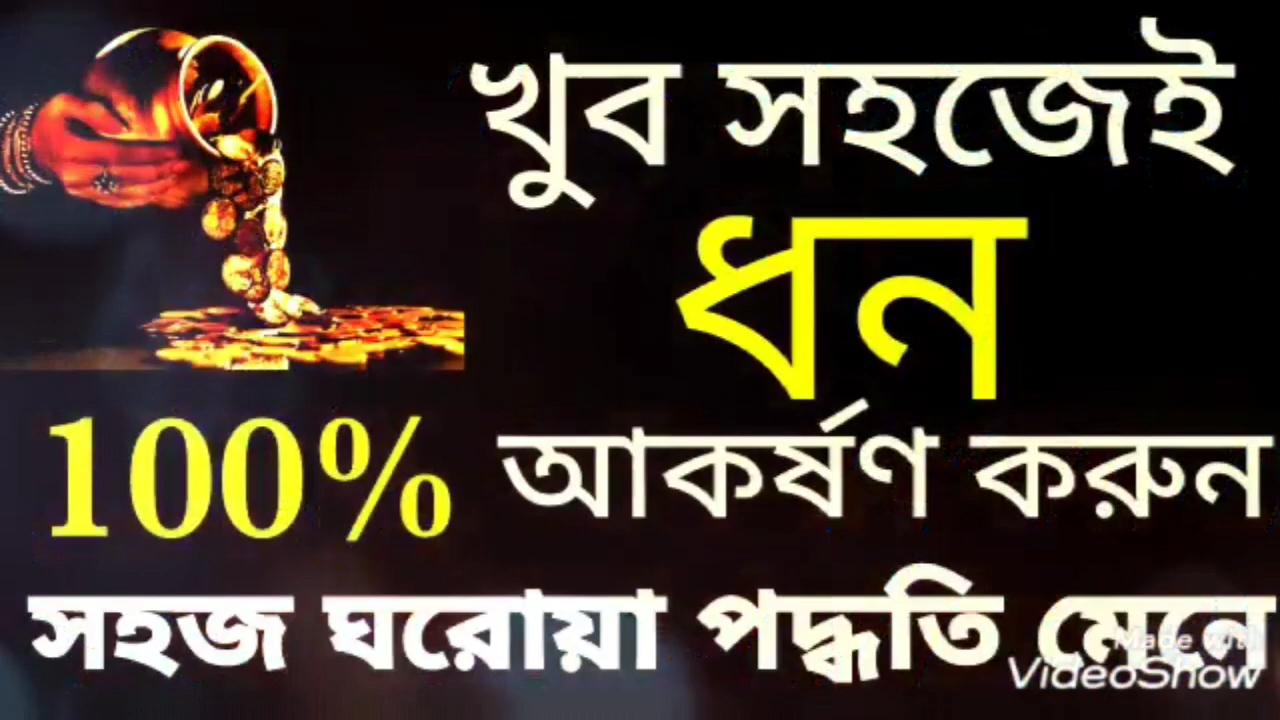 খুব সহজেই
ধন
100% আকর্ষণ করুন
সহজ ঘরোয়া পদ্ধতি মেনে
Made with
VideoShow